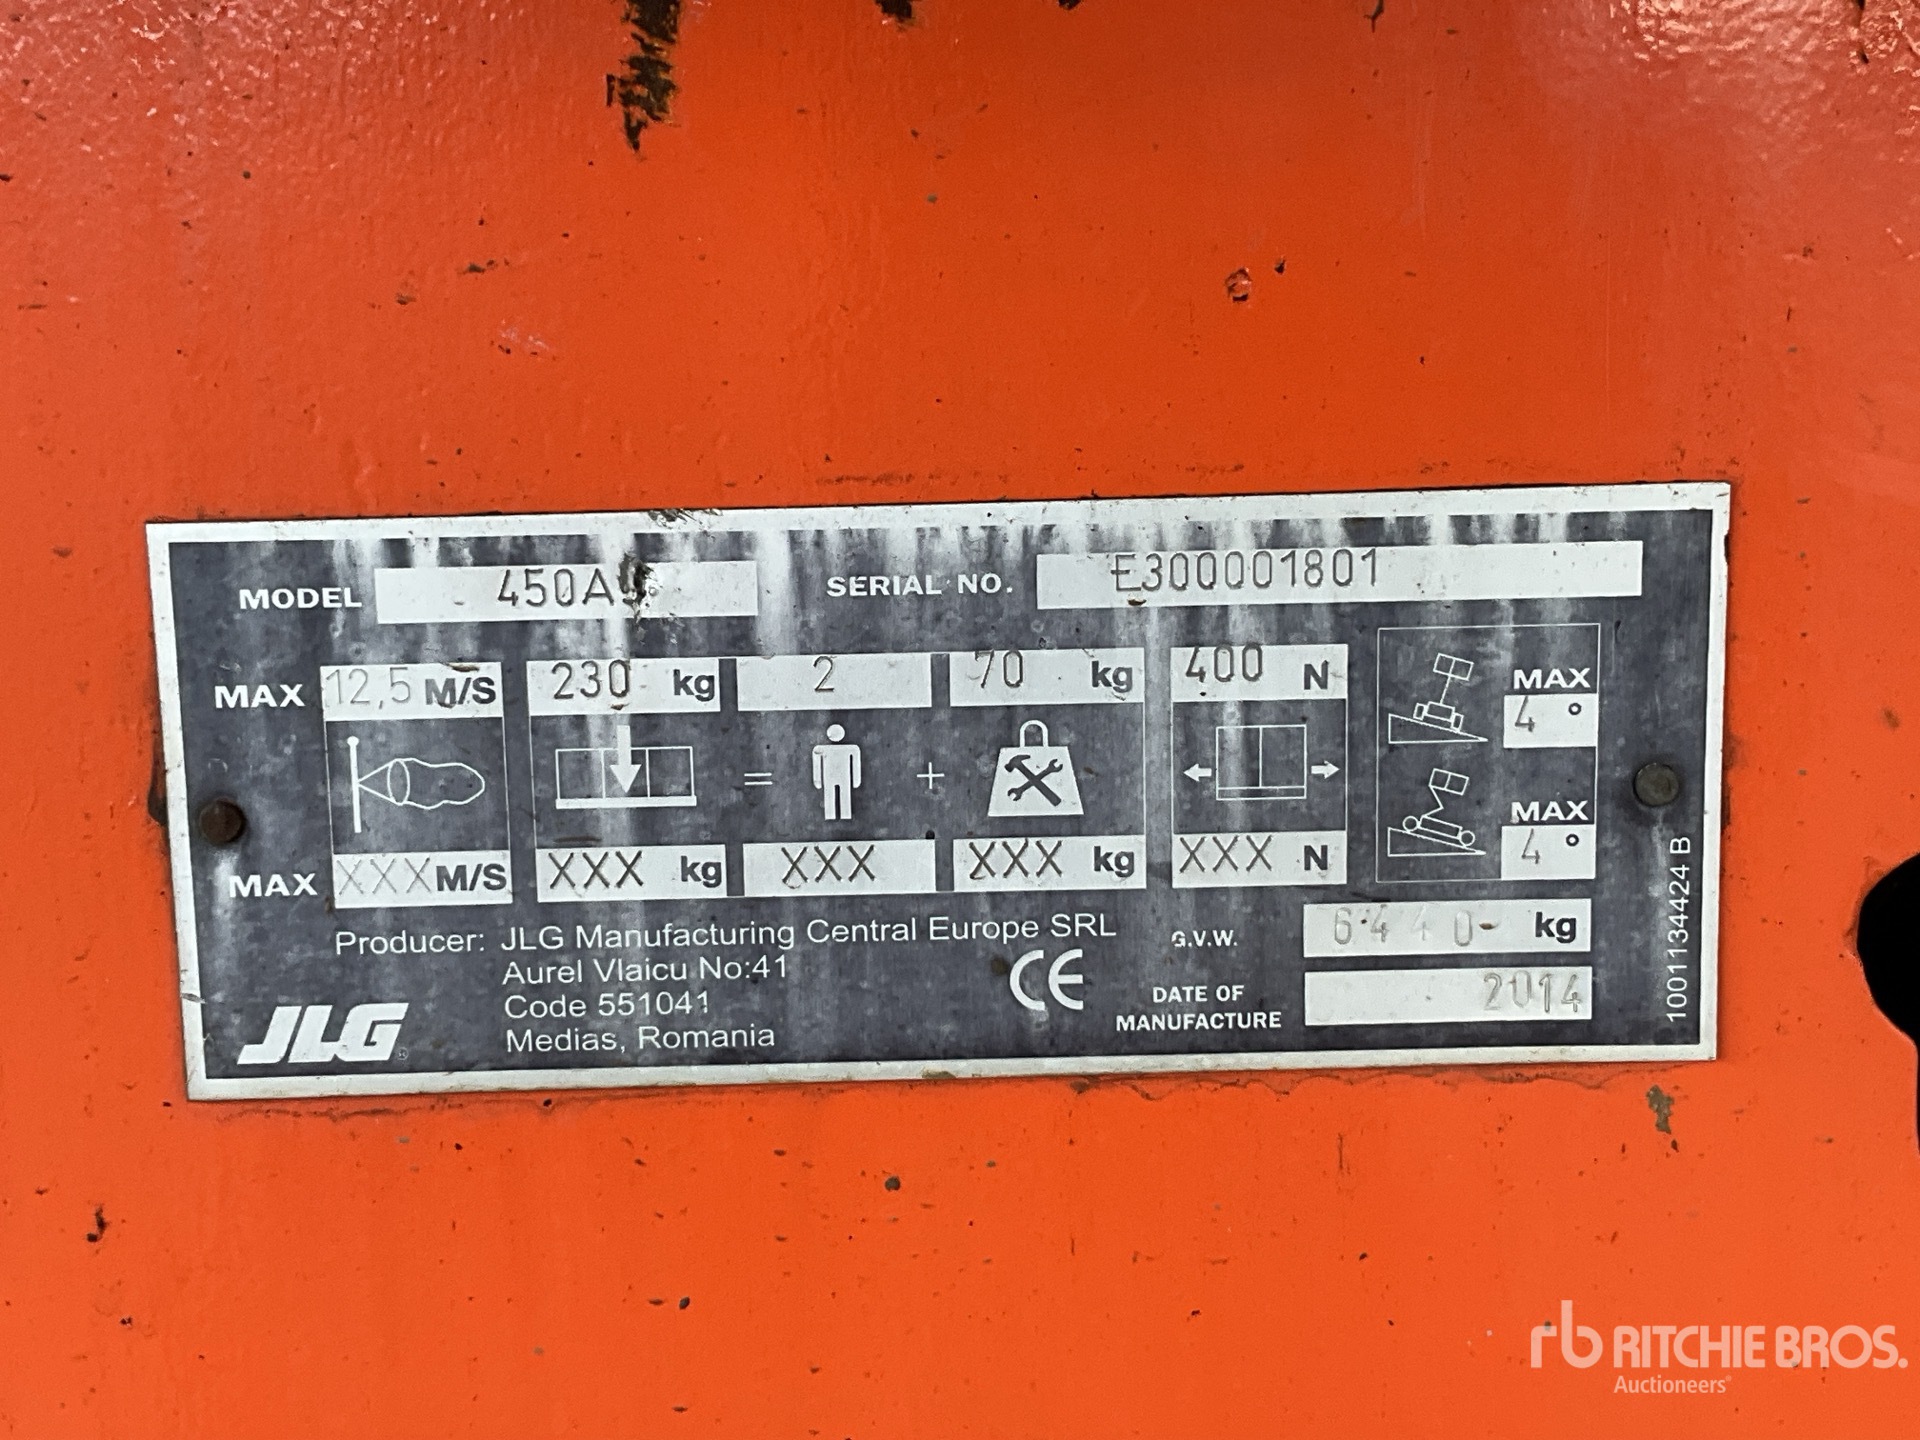 MODEL 450AJ SERIAL NO. E300001801
MAX 12,5 M/S 230 kg 2 70 kg 400 N MAX 4 °
= +
MAX 4 °
MAX XXX M/S XXX kg XXX XXX kg XXX N
Producer: JLG Manufacturing Central Europe SRL
Aurel Vlaicu No:41
Code 551041
Medias, Romania
JLG
CE
G.V.W. 6440 kg
DATE OF
MANUFACTURE 2014
1001134424 B
rb RITCHIE BROS.
Auctioneers